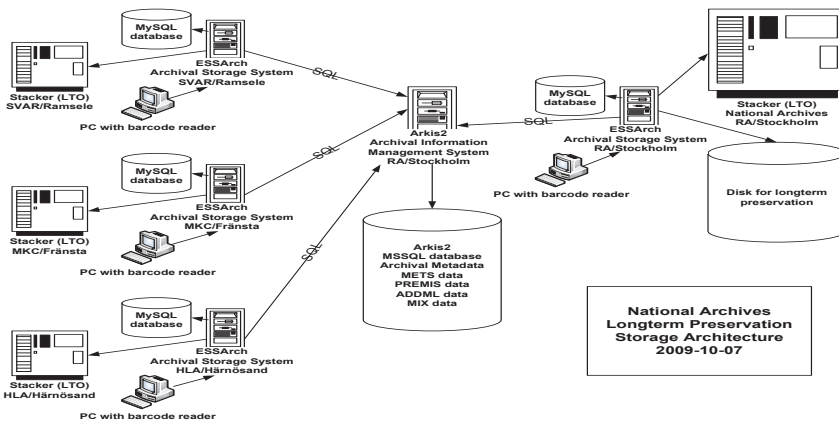 MySQL
database
ESSArch
Archival Storage System
SVAR/Ramsele
Stacker (LTO)
SVAR/Ramsele
PC with barcode reader
SQL
MySQL
database
ESSArch
Archival Storage System
MKC/Fränsta
Stacker (LTO)
MKC/Fränsta
PC with barcode reader
SQL
MySQL
database
ESSArch
Archival Storage System
HLA/Härnösand
Stacker (LTO)
HLA/Härnösand
PC with barcode reader
SQL
Arkis2
Archival Information
Management System
RA/Stockholm
Arkis2
MSSQL database
Archival Metadata
METS data
PREMIS data
ADDML data
MIX data
SQL
MySQL
database
ESSArch
Archival Storage System
RA/Stockholm
PC with barcode reader
Stacker (LTO)
National Archives
RA/Stockholm
Disk for longterm
preservation
National Archives
Longterm Preservation
Storage Architecture
2009-10-07